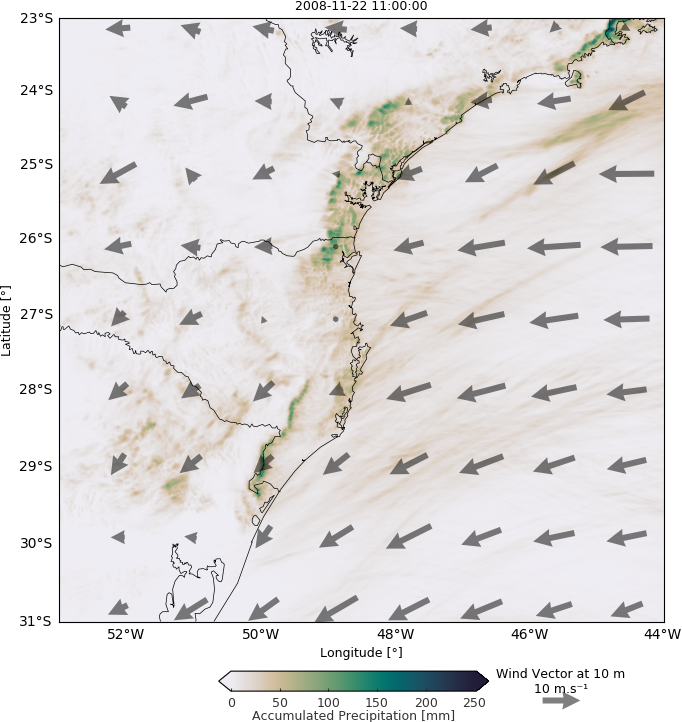 2008-11-22 11:00:00
23°S
24°S
25°S
26°S
27°S
28°S
29°S
30°S
31°S
Latitude [°]
52°W 50°W 48°W 46°W 44°W
Longitude [°]
0 50 100 150 200 250
Accumulated Precipitation [mm]
Wind Vector at 10 m
10 m.s⁻¹